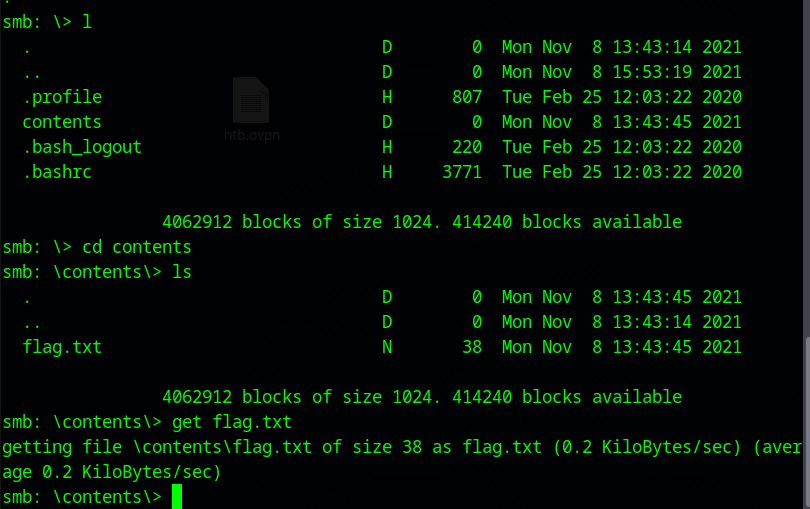 smb: \> l
. D 0 Mon Nov 8 13:43:14 2021
.. D 0 Mon Nov 8 15:53:19 2021
.profile H 807 Tue Feb 25 12:03:22 2020
contents D 0 Mon Nov 8 13:43:45 2021
.bash_logout H 220 Tue Feb 25 12:03:22 2020
.bashrc H 3771 Tue Feb 25 12:03:22 2020
htb.ovpn
4062912 blocks of size 1024. 414240 blocks available
smb: \> cd contents
smb: \contents\> ls
. D 0 Mon Nov 8 13:43:45 2021
.. D 0 Mon Nov 8 13:43:14 2021
flag.txt N 38 Mon Nov 8 13:43:45 2021
4062912 blocks of size 1024. 414240 blocks available
smb: \contents\> get flag.txt
getting file \contents\flag.txt of size 38 as flag.txt (0.2 KiloBytes/sec) (aver
age 0.2 KiloBytes/sec)
smb: \contents\>